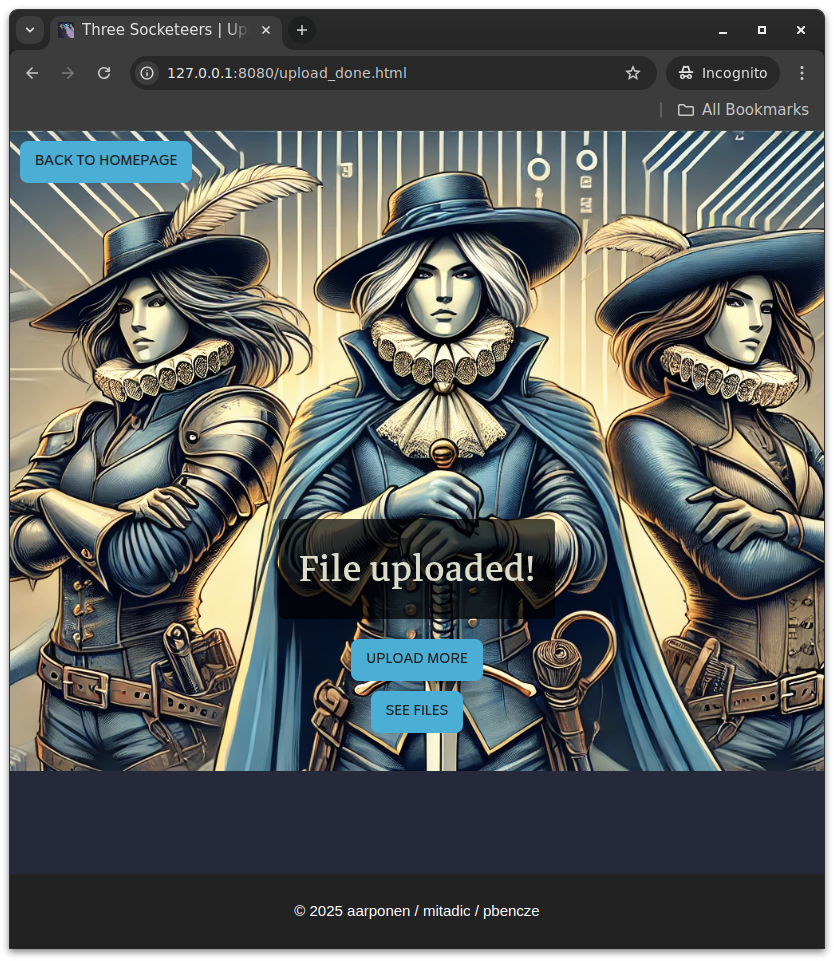 Three Socketeers | Up
127.0.0.1:8080/upload_done.html
Incognito
All Bookmarks
BACK TO HOMEPAGE
File uploaded!
UPLOAD MORE
SEE FILES
© 2025 aarponen / mitadic / pbencze